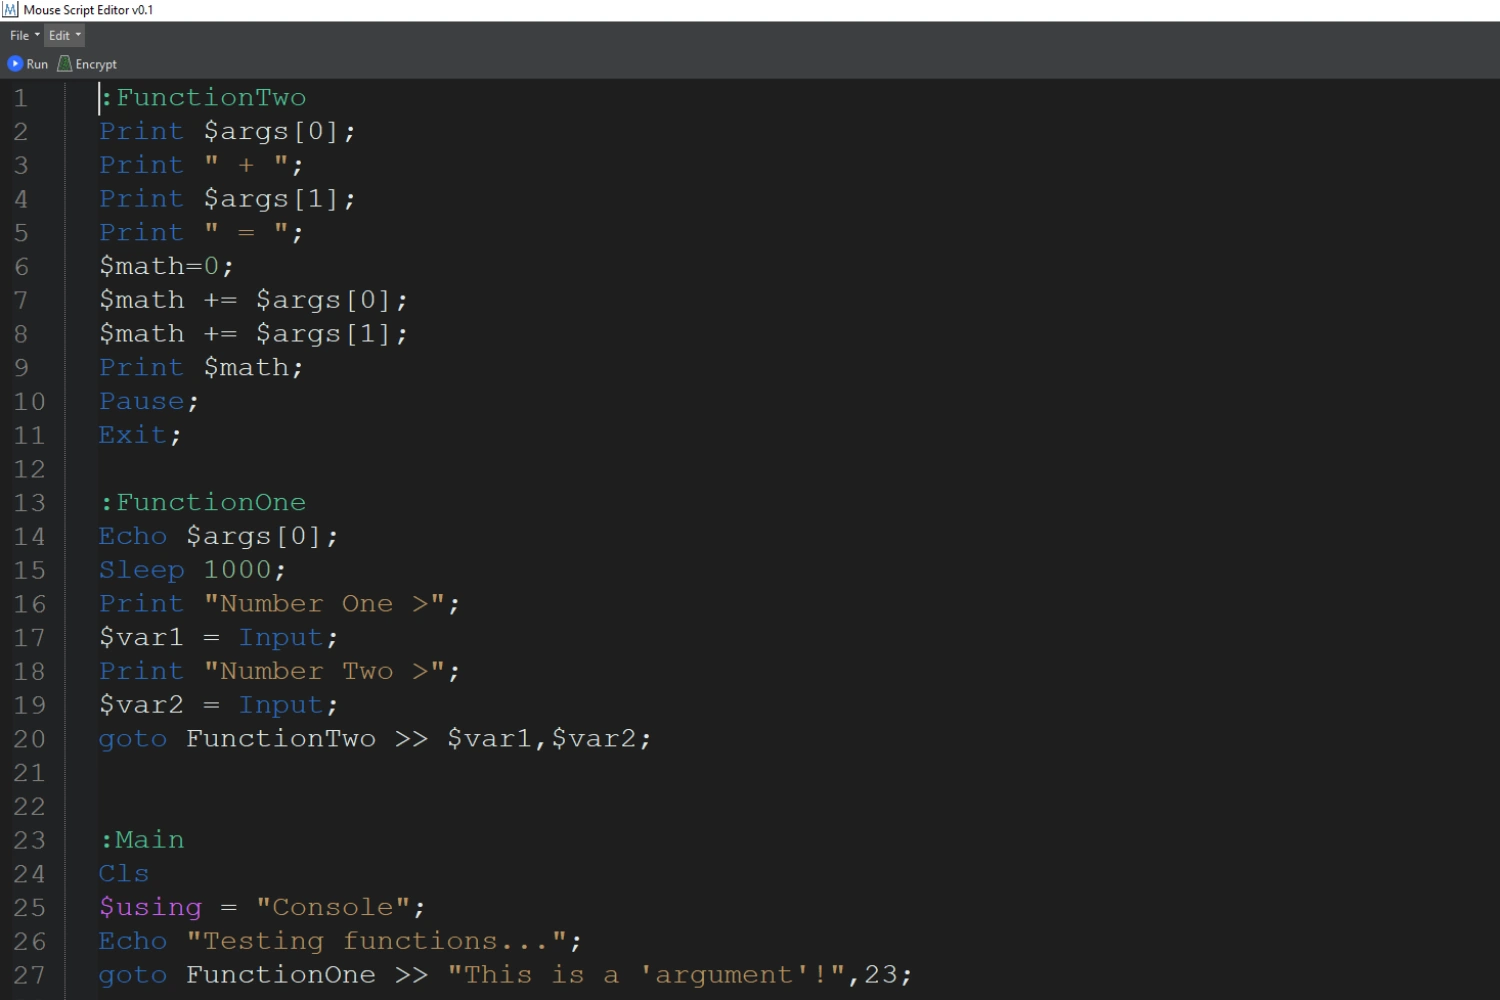 Mouse Script Editor v0.1
File Edit
Run Encrypt
1 :FunctionTwo
2 Print $args[0];
3 Print " + ";
4 Print $args[1];
5 Print " = ";
6 $math=0;
7 $math += $args[0];
8 $math += $args[1];
9 Print $math;
10 Pause;
11 Exit;
12
13 :FunctionOne
14 Echo $args[0];
15 Sleep 1000;
16 Print "Number One >";
17 $var1 = Input;
18 Print "Number Two >";
19 $var2 = Input;
20 goto FunctionTwo >> $var1,$var2;
21
22
23 :Main
24 Cls
25 $using = "Console";
26 Echo "Testing functions...";
27 goto FunctionOne >> "This is a 'argument'!",23;